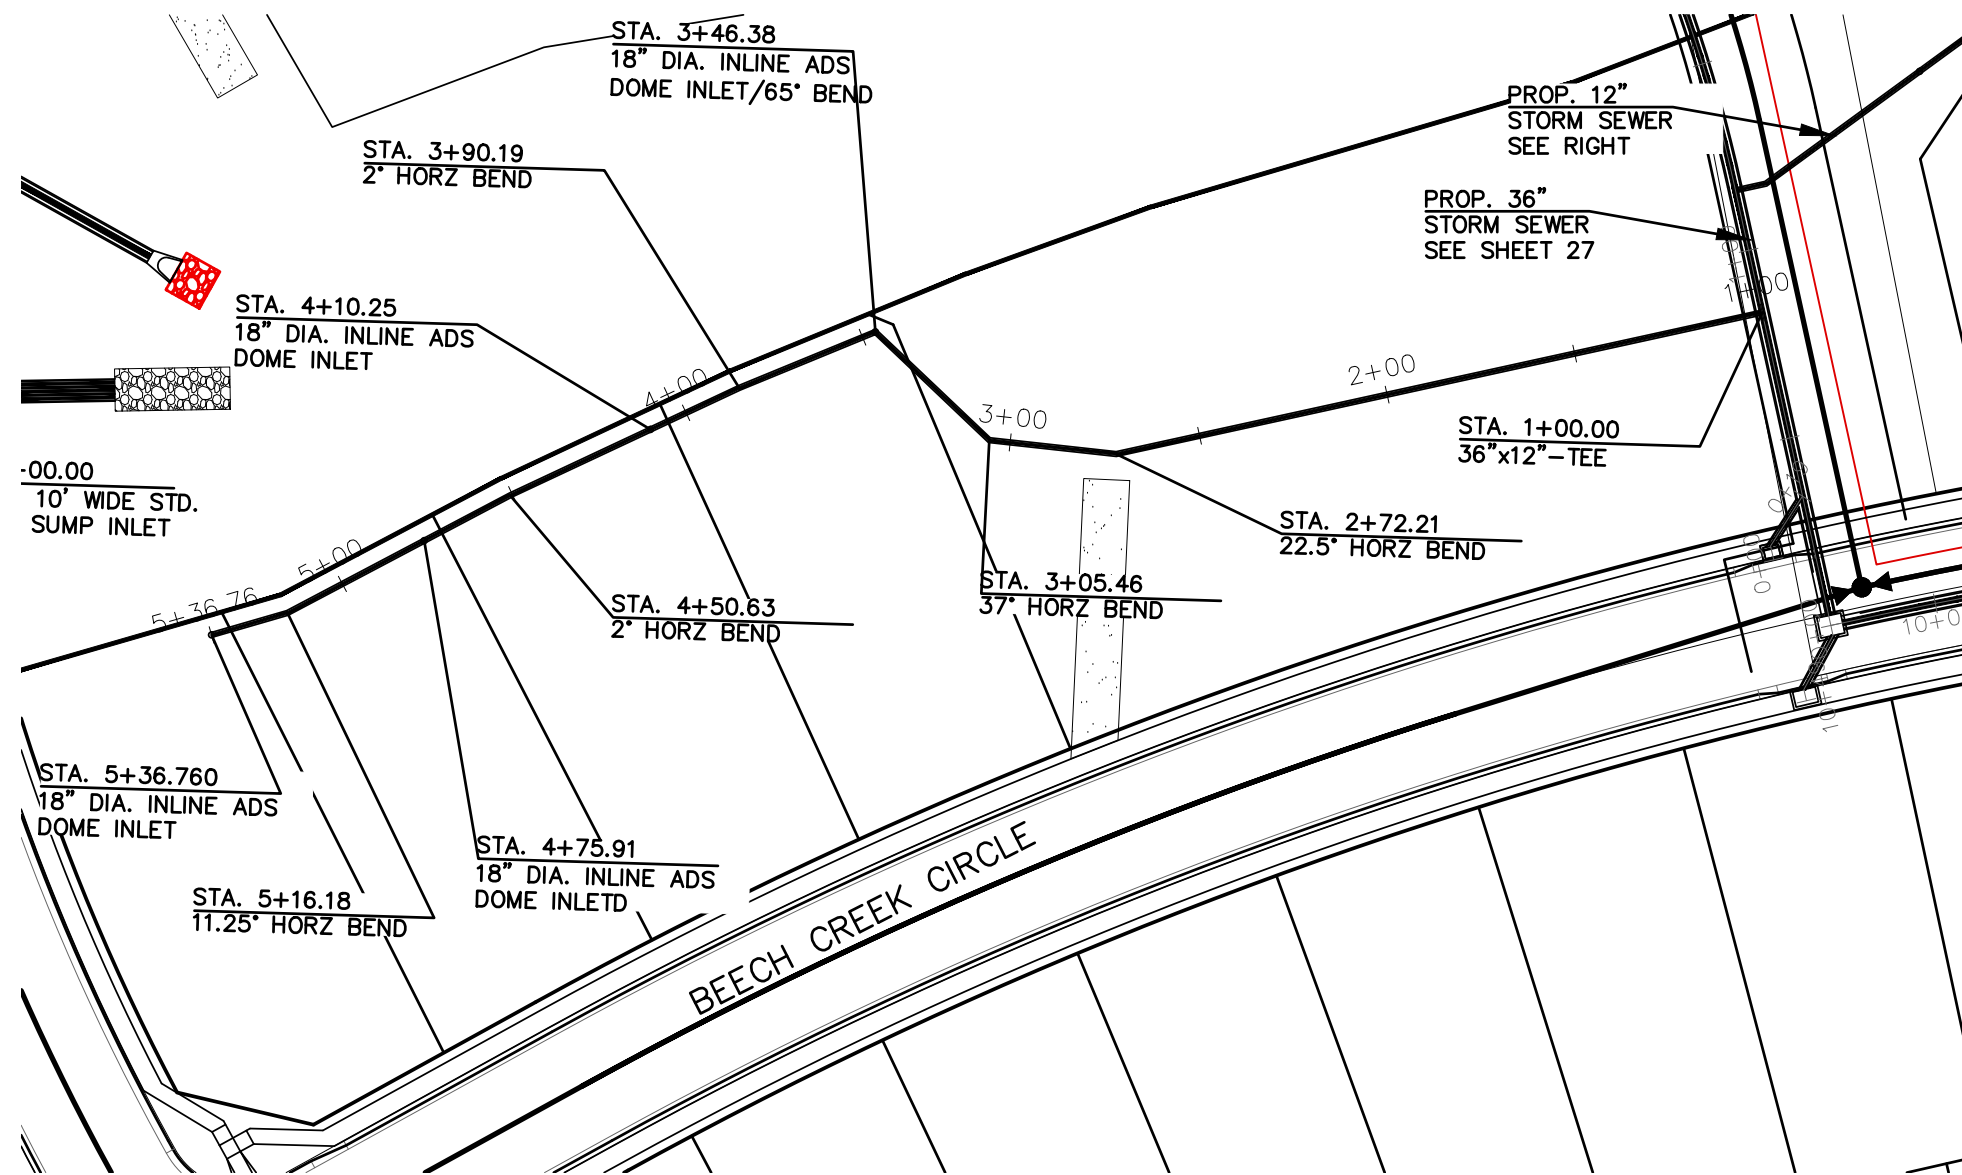 STA. 3+46.38
18" DIA. INLINE ADS
DOME INLET/65° BEND
PROP. 12"
STORM SEWER
SEE RIGHT
STA. 3+90.19
2° HORZ BEND
PROP. 36"
STORM SEWER
SEE SHEET 27
1+00
STA. 4+10.25
18" DIA. INLINE ADS
DOME INLET
4+00
2+00
3+00
STA. 1+00.00
36"x12"-TEE
-00.00
10' WIDE STD.
SUMP INLET
STA. 2+72.21
22.5° HORZ BEND
5+00
STA. 3+05.46
37° HORZ BEND
5+36.76
STA. 4+50.63
2° HORZ BEND
10+0
STA. 5+36.760
18" DIA. INLINE ADS
DOME INLET
STA. 4+75.91
18" DIA. INLINE ADS
DOME INLETD
STA. 5+16.18
11.25° HORZ BEND
BEECH CREEK CIRCLE